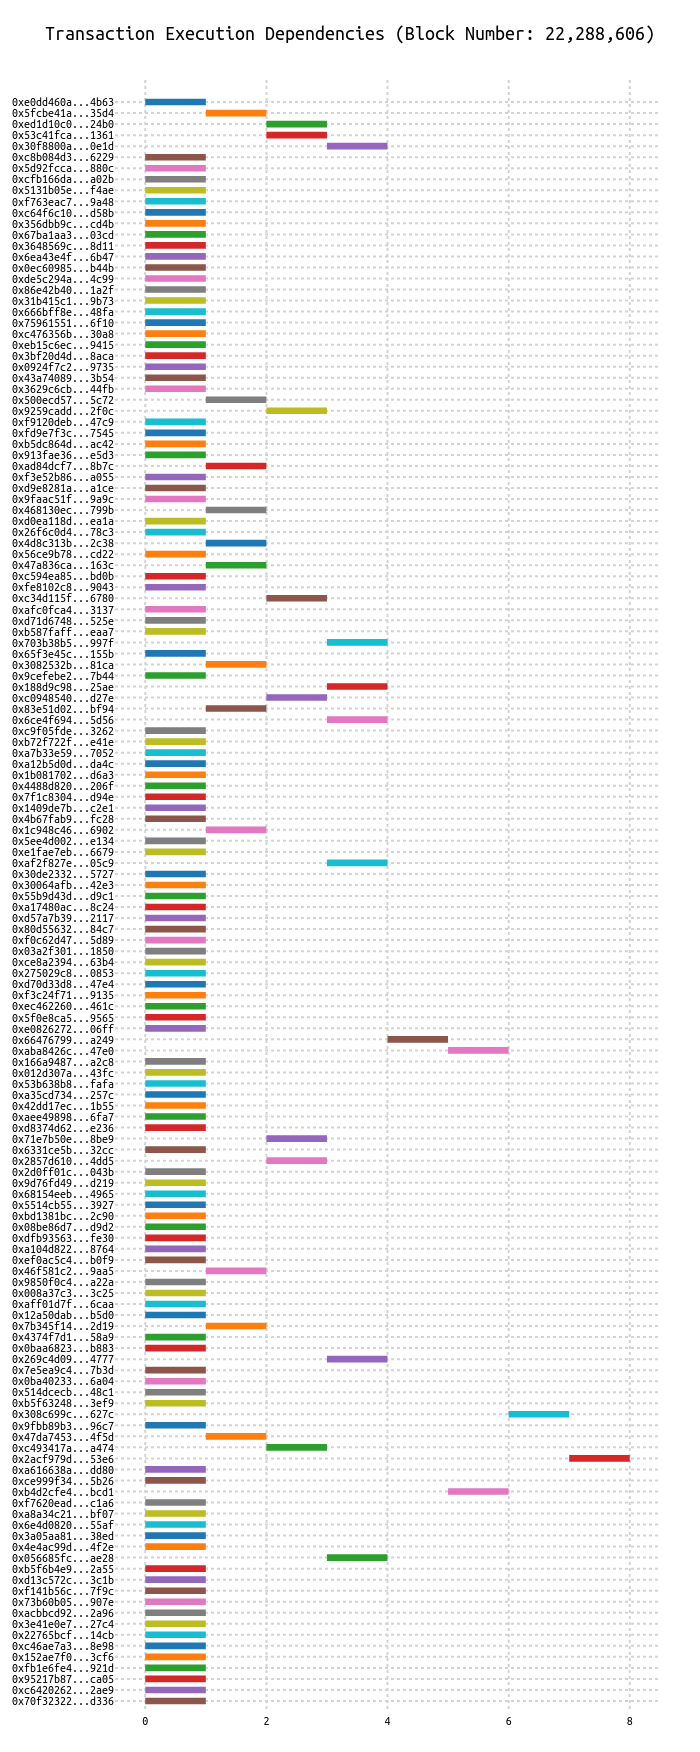 Transaction Execution Dependencies (Block Number: 22,288,606)
0xe0dd460a...4b63
0x5fcbe41a...35d4
0xed1d10c0...24b0
0x53c41fca...1361
0x30f8800a...0e1d
0xc8b084d3...6229
0x5d92fcca...880c
0xcfb166da...a02b
0x5131b05e...f4ae
0xf763eac7...9a48
0xc64f6c10...d58b
0x356dbb9c...cd4b
0x67ba1aa3...03cd
0x3648569c...8d11
0x6ea43e4f...6b47
0x0ec60985...b44b
0xde5c294a...4c99
0x86e42b40...1a2f
0x31b415c1...9b73
0x666bff8e...48fa
0x75961551...6f10
0xc476356b...30a8
0xeb15c6ec...9415
0x3bf20d4d...8aca
0x0924f7c2...9735
0x43a74089...3b54
0x3629c6cb...44fb
0x500ecd57...5c72
0x9259cadd...2f0c
0xf9120deb...47c9
0xfd9e7f3c...7545
0xb5dc864d...ac42
0x913fae36...e5d3
0xad84dcf7...8b7c
0xf3e52b86...a055
0xd9e8281a...a1ce
0x9faac51f...9a9c
0x468130ec...799b
0xd0ea118d...ea1a
0x26f6c0d4...78c3
0x4d8c313b...2c38
0x56ce9b78...cd22
0x47a836ca...163c
0xc594ea85...bd0b
0xfe8102c8...9043
0xc34d115f...6780
0xafc0fca4...3137
0xd71d6748...525e
0xb587faff...eaa7
0x703b38b5...997f
0x65f3e45c...155b
0x3082532b...81ca
0x9cefebe2...7b44
0x188d9c98...25ae
0xc0948540...d27e
0x83e51d02...bf94
0x6ce4f694...5d56
0xc9f05fde...3262
0xb72f722f...e41e
0xa7b33e59...7052
0xa12b5d0d...da4c
0x1b081702...d6a3
0x4488d820...206f
0x7f1c8304...d94e
0x1409de7b...c2e1
0x4b67fab9...fc28
0x1c948c46...6902
0x5ee4d002...e134
0xe1fae7eb...6679
0xaf2f827e...05c9
0x30de2332...5727
0x30064afb...42e3
0x55b9d43d...d9c1
0xa17480ac...8c24
0xd57a7b39...2117
0x80d55632...84c7
0xf0c62d47...5d89
0x03a2f301...1850
0xce8a2394...63b4
0x275029c8...0853
0xd70d33d8...47e4
0xf3c24f71...9135
0xec462260...461c
0x5f0e8ca5...9565
0xe0826272...06ff
0x66476799...a249
0xaba8426c...47e0
0x166a9487...a2c8
0x012d307a...43fc
0x53b638b8...fafa
0xa35cd734...257c
0x42dd17ec...1b55
0xaee49898...6fa7
0xd8374d62...e236
0x71e7b50e...8be9
0x6331ce5b...32cc
0x2857d610...4dd5
0x2d0ff01c...043b
0x9d76fd49...d219
0x68154eeb...4965
0x5514cb55...3927
0xbd1381bc...2c90
0x08be86d7...d9d2
0xdfb93563...fe30
0xa104d822...8764
0xef0ac5c4...b0f9
0x46f581c2...9aa5
0x9850f0c4...a22a
0x008a37c3...3c25
0xaff01d7f...6caa
0x12a50dab...b5d0
0x7b345f14...2d19
0x4374f7d1...58a9
0x0baa6823...b883
0x269c4d09...4777
0x7e5ea9c4...7b3d
0x0ba40233...6a04
0x514dcecb...48c1
0xb5f63248...3ef9
0x308c699c...627c
0x9fbb89b3...96c7
0x47da7453...4f5d
0xc493417a...a474
0x2acf979d...53e6
0xa616638a...dd80
0xce999f34...5b26
0xb4d2cfe4...bcd1
0xf7620ead...c1a6
0xa8a34c21...bf07
0x6e4d0820...55af
0x3a05aa81...38ed
0x4e4ac99d...4f2e
0x056685fc...ae28
0xb5f6b4e9...2a55
0xd13c572c...3c1b
0xf141b56c...7f9c
0x73b60b05...907e
0xacbbcd92...2a96
0x3e41e0e7...27c4
0x22765bcf...14cb
0xc46ae7a3...8e98
0x152ae7f0...3cf6
0xfb1e6fe4...921d
0x95217b87...ca05
0xc6420262...2ae9
0x70f32322...d336
0 2 4 6 8